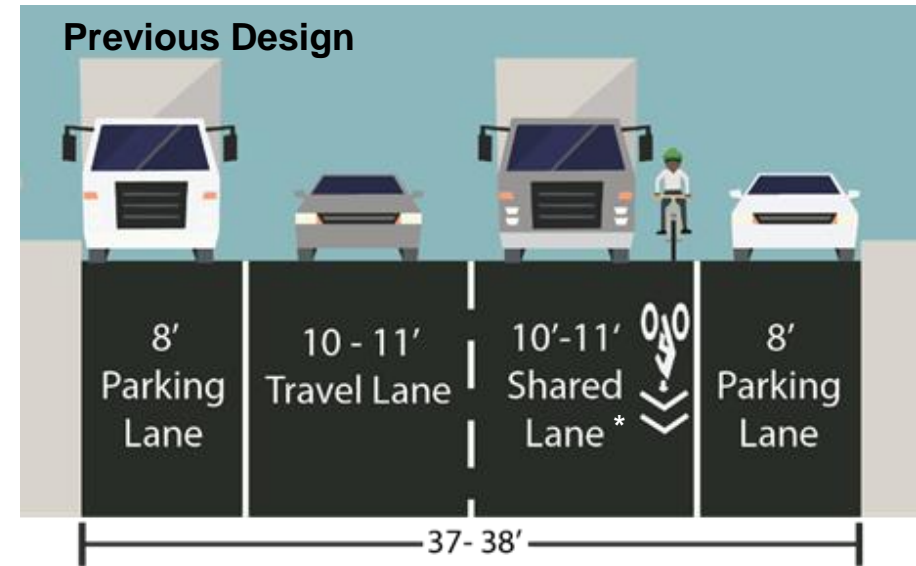 Previous Design
8′
Parking
Lane
10 - 11′
Travel Lane
10′-11′
Shared
Lane *
8′
Parking
Lane
37- 38′